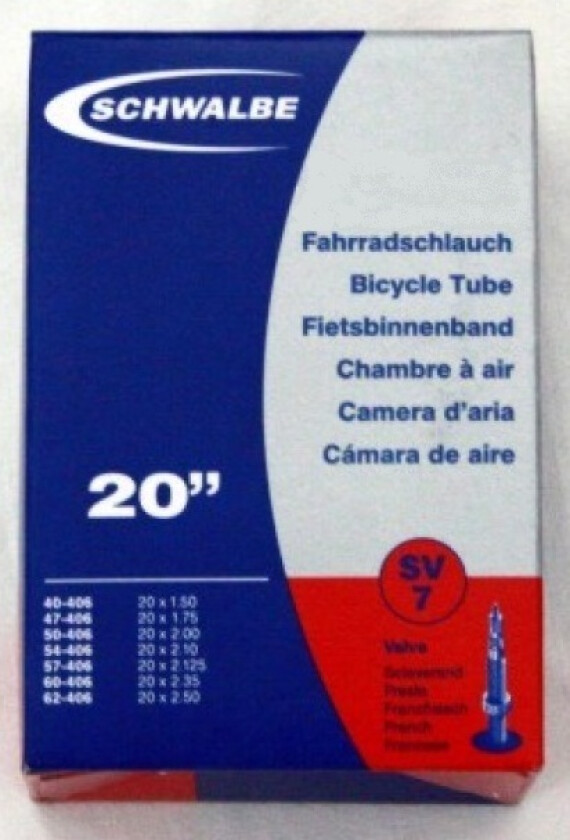 SCHWALBE
Fahrradschlauch
Bicycle Tube
Fietsbinnenband
Chambre à air
Camera d'aria
Cámara de aire
20”
40-406 20 x 1.50
47-406 20 x 1.75
50-406 20 x 2.00
54-406 20 x 2.10
57-406 20 x 2.125
60-406 20 x 2.35
62-406 20 x 2.50
SV
7
Valve
Sclaverand
Presta
Französisch
French